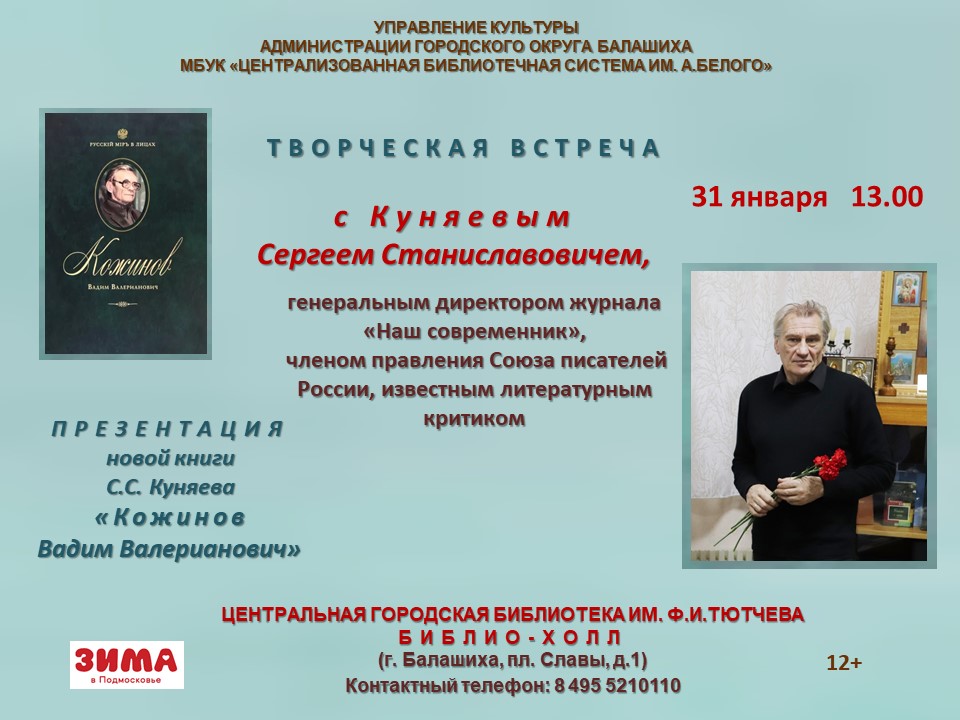 УПРАВЛЕНИЕ КУЛЬТУРЫ
АДМИНИСТРАЦИИ ГОРОДСКОГО ОКРУГА БАЛАШИХА
МБУК «ЦЕНТРАЛИЗОВАННАЯ БИБЛИОТЕЧНАЯ СИСТЕМА ИМ. А.БЕЛОГО»
РУССКІЙ МІРЪ В ЛИЦАХ
Кожинов
ВАДИМ ВАЛЕРИАНОВИЧ
ТВОРЧЕСКАЯ ВСТРЕЧА
с Куняевым
Сергеем Станиславовичем,
генеральным директором журнала
«Наш современник»,
членом правления Союза писателей
России, известным литературным
критиком
31 января 13.00
ПРЕЗЕНТАЦИЯ
новой книги
С.С. Куняева
«Кожинов
Вадим Валерианович»
ЦЕНТРАЛЬНАЯ ГОРОДСКАЯ БИБЛИОТЕКА ИМ. Ф.И.ТЮТЧЕВА
БИБЛИО-ХОЛЛ
(г. Балашиха, пл. Славы, д.1)
Контактный телефон: 8 495 5210110
ЗИМА
в Подмосковье
12+